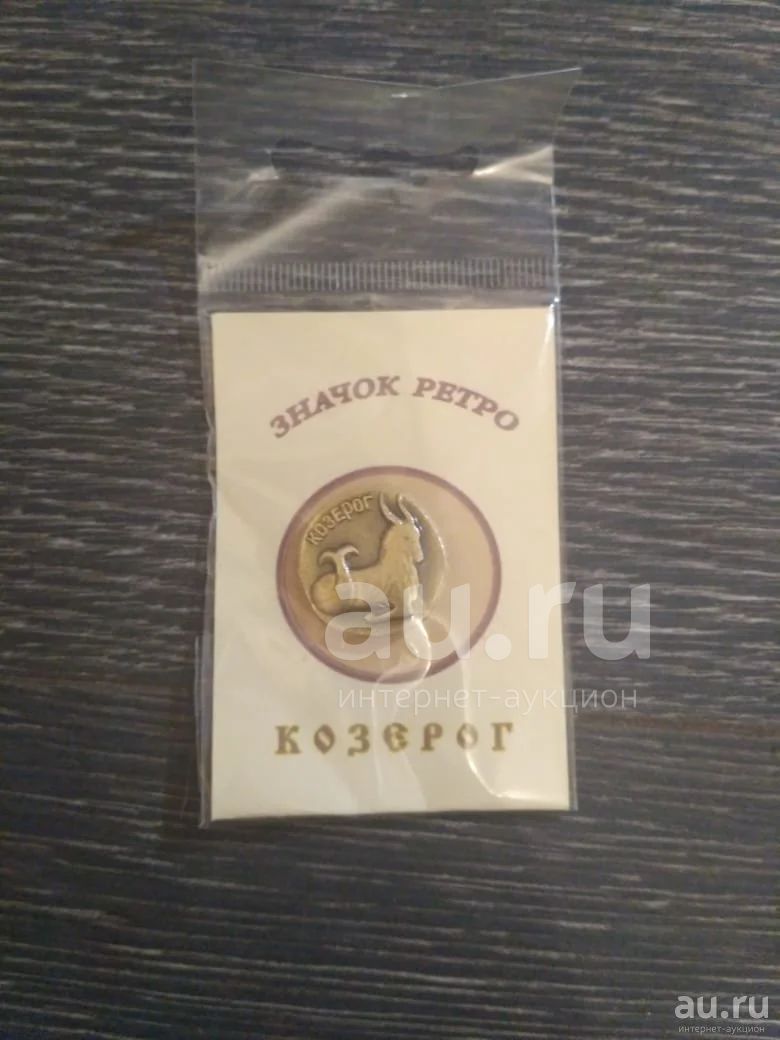 ЗНАЧОК РЕТРО
КОЗЕРОГ
au.ru
интернет-аукцион
КОЗЕРОГ
au.ru
интернет-аукцион